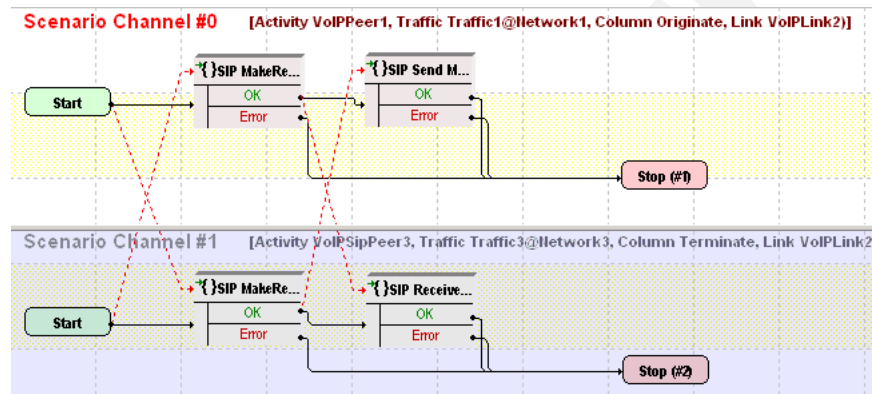 Scenario Channel #0 [Activity VoIPPeer1, Traffic Traffic1@Network1, Column Originate, Link VoIPLink2)]
{}SIP MakeRe... {}SIP Send M...
Start OK OK
Error Error
Stop (#1)
Scenario Channel #1 [Activity VoIPSipPeer3, Traffic Traffic3@Network3, Column Terminate, Link VoIPLink2
{}SIP MakeRe... {}SIP Receive...
Start OK OK
Error Error
Stop (#2)